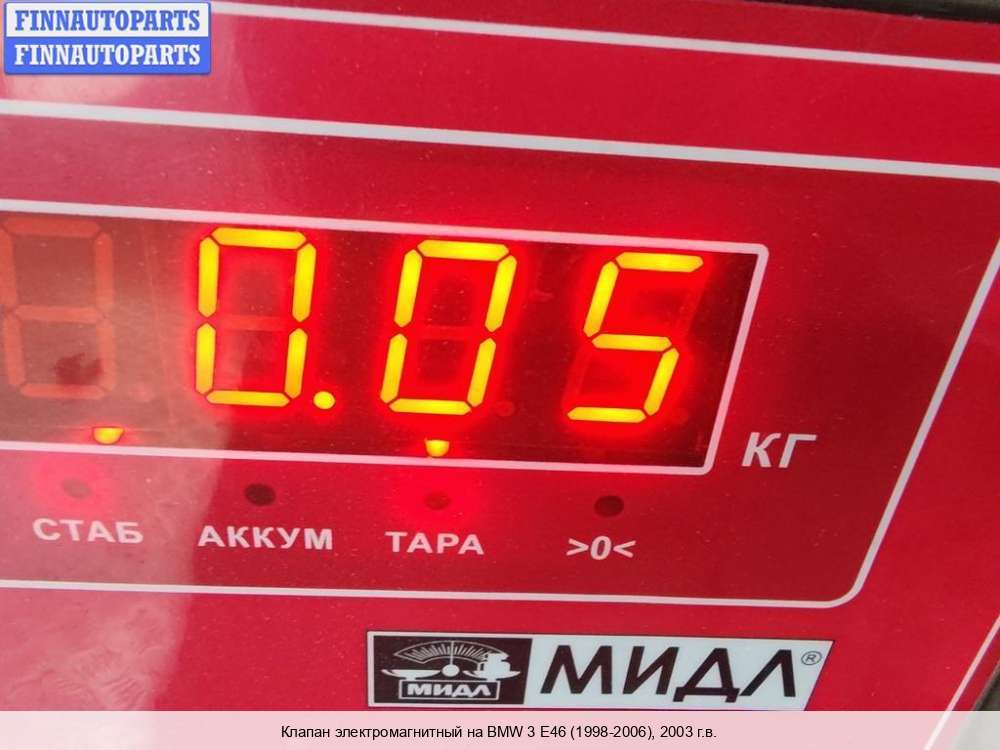 FINNAUTOPARTS
FINNAUTOPARTS
0.05
КГ
СТАБ АККУМ ТАРА >0<
МИДЛ МИДЛ®
Клапан электромагнитный на BMW 3 E46 (1998-2006), 2003 г.в.